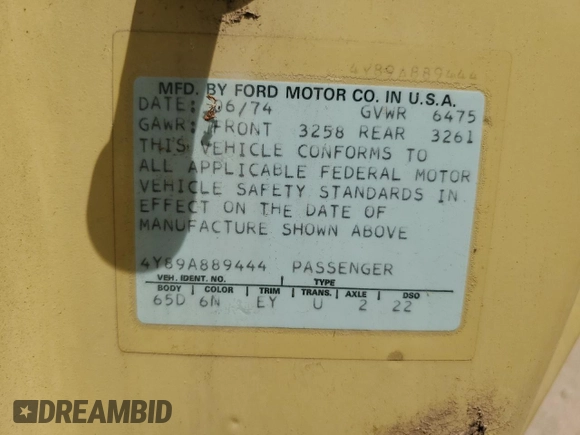 4Y89A889444
MFD. BY FORD MOTOR CO. IN U.S.A.
DATE: 6/74 GVWR 6475
GAWR: FRONT 3258 REAR 3261
THIS VEHICLE CONFORMS TO
ALL APPLICABLE FEDERAL MOTOR
VEHICLE SAFETY STANDARDS IN
EFFECT ON THE DATE OF
MANUFACTURE SHOWN ABOVE
4Y89A889444 PASSENGER
VEH. IDENT. NO. TYPE
BODY COLOR TRIM TRANS. AXLE DSO
65D 6N EY U 2 22
DREAMBID